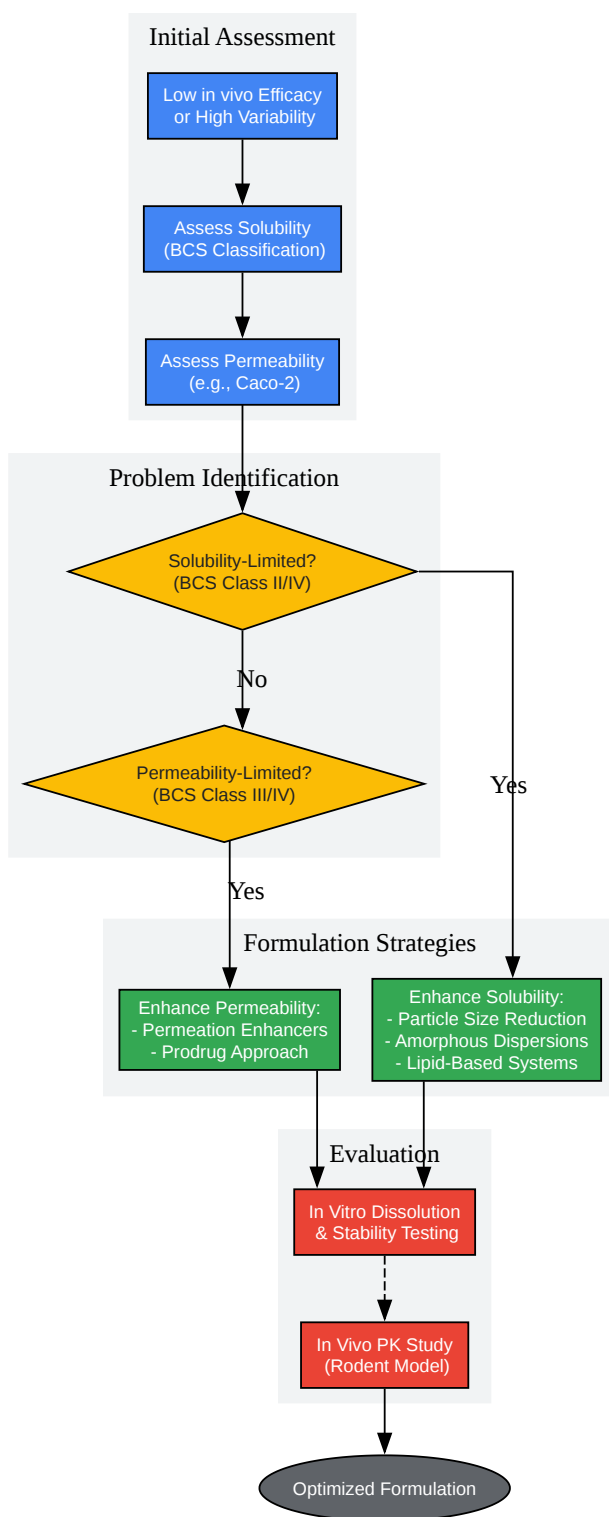 Initial Assessment
Low in vivo Efficacy
or High Variability
Assess Solubility
(BCS Classification)
Assess Permeability
(e.g., Caco-2)
Problem Identification
Solubility-Limited?
(BCS Class II/IV)
No
Permeability-Limited?
(BCS Class III/IV)
Yes
Yes
Formulation Strategies
Enhance Permeability:
- Permeation Enhancers
- Prodrug Approach
Enhance Solubility:
- Particle Size Reduction
- Amorphous Dispersions
- Lipid-Based Systems
Evaluation
In Vitro Dissolution
& Stability Testing
In Vivo PK Study
(Rodent Model)
Optimized Formulation